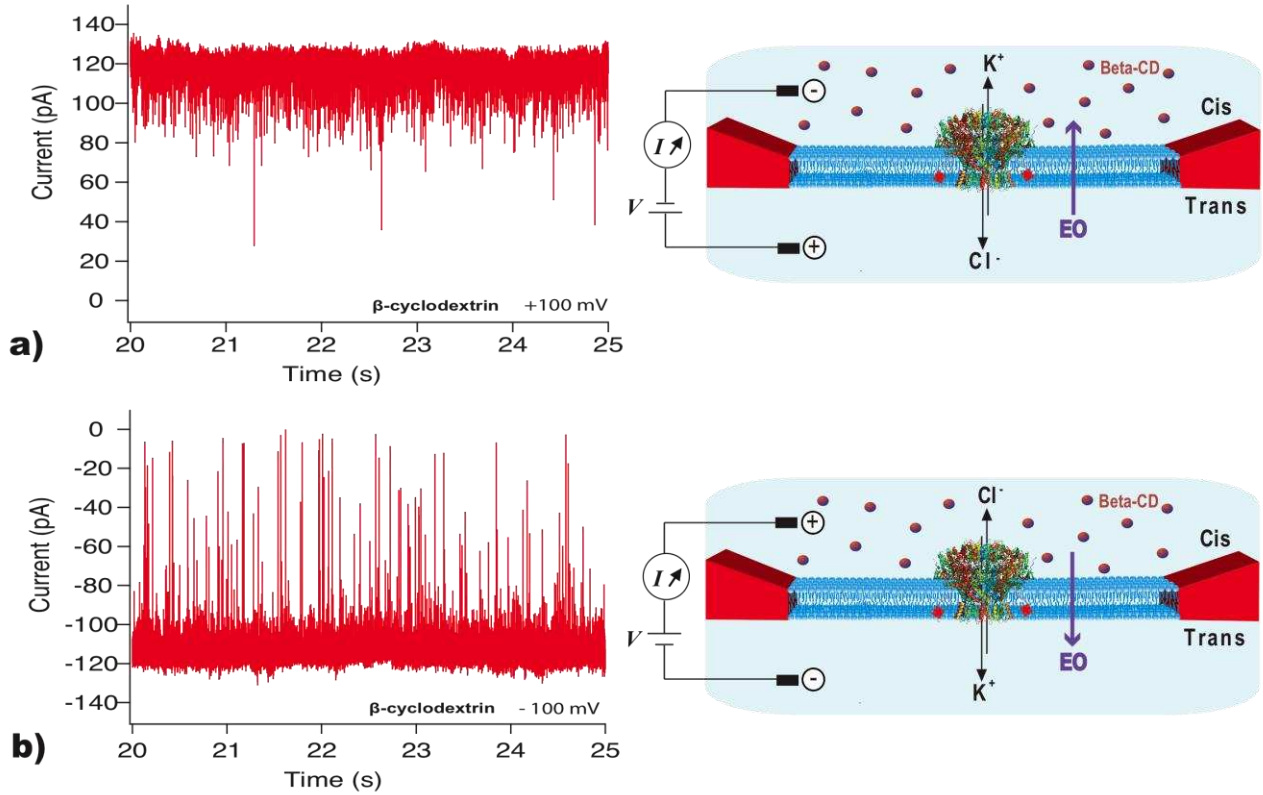 140
120
100
80
60
40
20
0
Current (pA)
β-cyclodextrin +100 mV
20 21 22 23 24 25
Time (s)
a)
K+
Beta-CD
-
Cis
I
V
EO
Trans
+
Cl-
0
-20
-40
-60
-80
-100
-120
-140
Current (pA)
β-cyclodextrin - 100 mV
20 21 22 23 24 25
Time (s)
b)
Cl-
Beta-CD
+
Cis
I
V
Trans
EO
-
K+